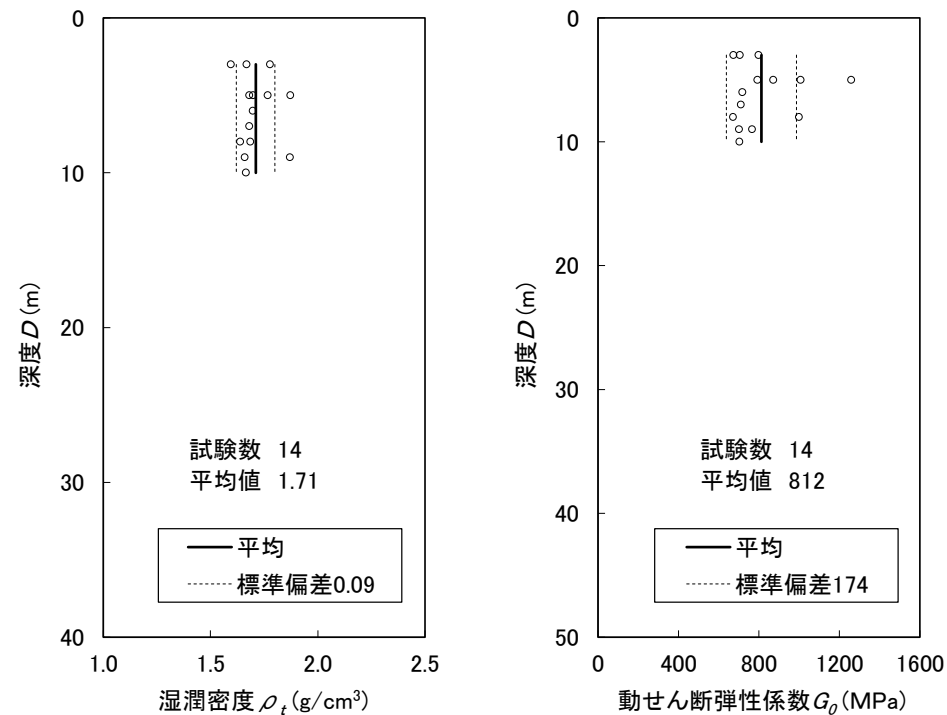 0
10
20
30
40
深度D(m)
試験数 14
平均値 1.71
平均
標準偏差0.09
1.0 1.5 2.0 2.5
湿潤密度ρt(g/cm³)
0
10
20
30
40
50
深度D(m)
試験数 14
平均値 812
平均
標準偏差174
0 400 800 1200 1600
動せん断弾性係数G0(MPa)